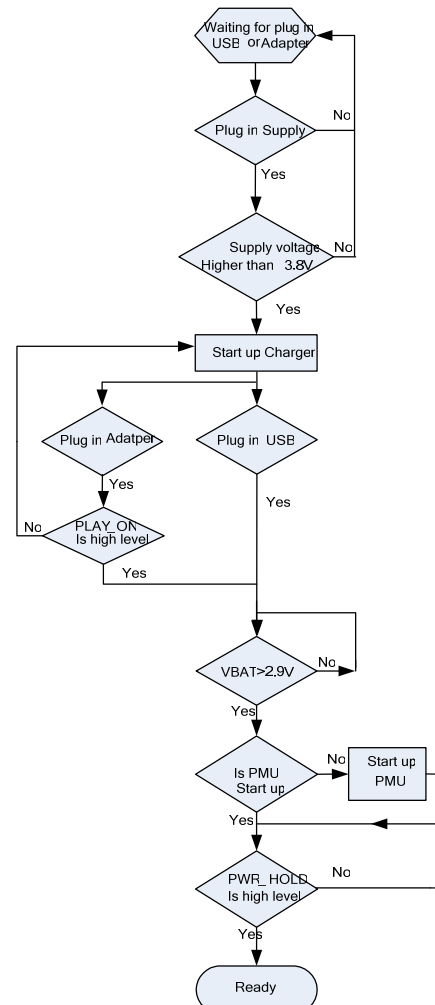 Waiting for plug in
USB or Adapter
No
Plug in Supply
Yes
Supply voltage
Higher than 3.8V
No
Yes
Start up Charger
Plug in Adatper
Plug in USB
Yes
Yes
PLAY_ON
Is high level
No
Yes
VBAT>2.9V
No
Yes
Is PMU
Start up
No
Start up
PMU
Yes
PWR_HOLD
Is high level
No
Yes
Ready